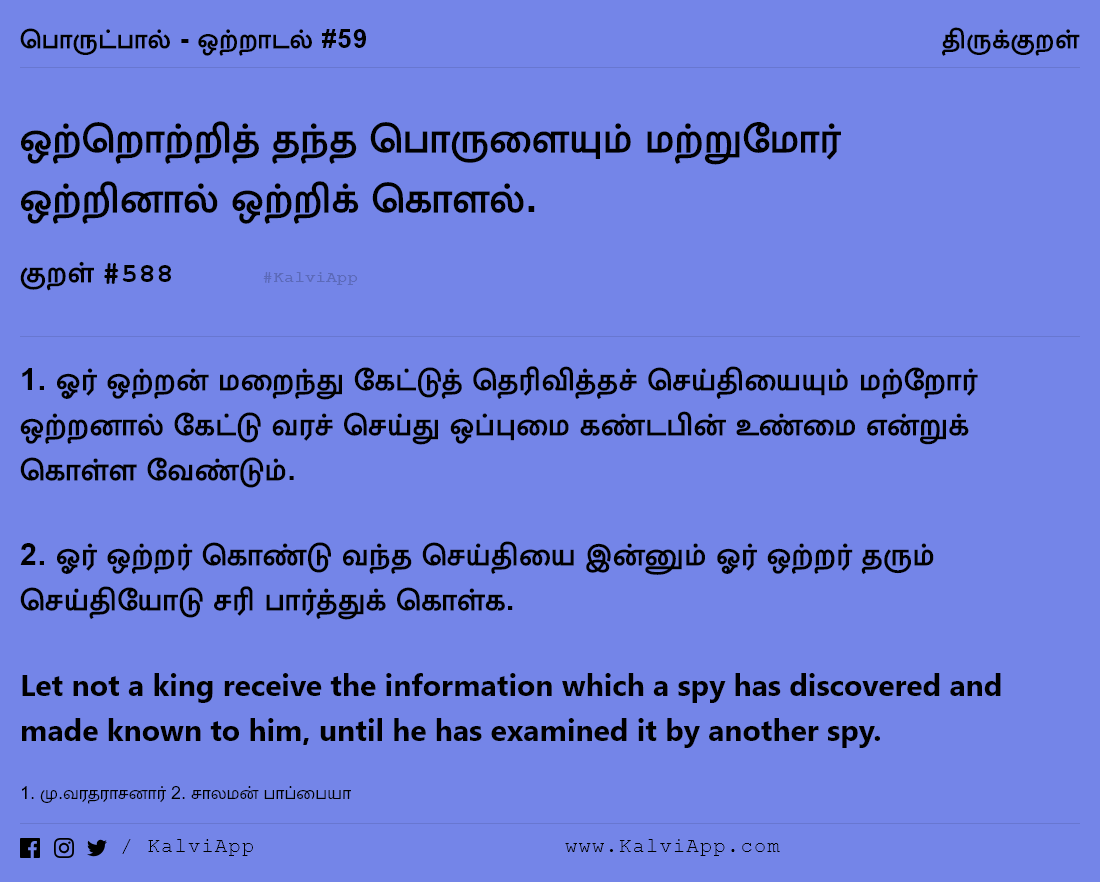 பொருட்பால் - ஒற்றாடல் #59
திருக்குறள்
ஒற்றொற்றித் தந்த பொருளையும் மற்றுமோர்
ஒற்றினால் ஒற்றிக் கொளல்.
குறள் #588
#KalviApp
1. ஓர் ஒற்றன் மறைந்து கேட்டுத் தெரிவித்தச் செய்தியையும் மற்றோர்
ஒற்றனால் கேட்டு வரச் செய்து ஒப்புமை கண்டபின் உண்மை என்றுக்
கொள்ள வேண்டும்.
2. ஓர் ஒற்றர் கொண்டு வந்த செய்தியை இன்னும் ஓர் ஒற்றர் தரும்
செய்தியோடு சரி பார்த்துக் கொள்க.
Let not a king receive the information which a spy has discovered and
made known to him, until he has examined it by another spy.
1. மு.வரதராசனார் 2. சாலமன் பாப்பையா
/ KalviApp
www.KalviApp.com